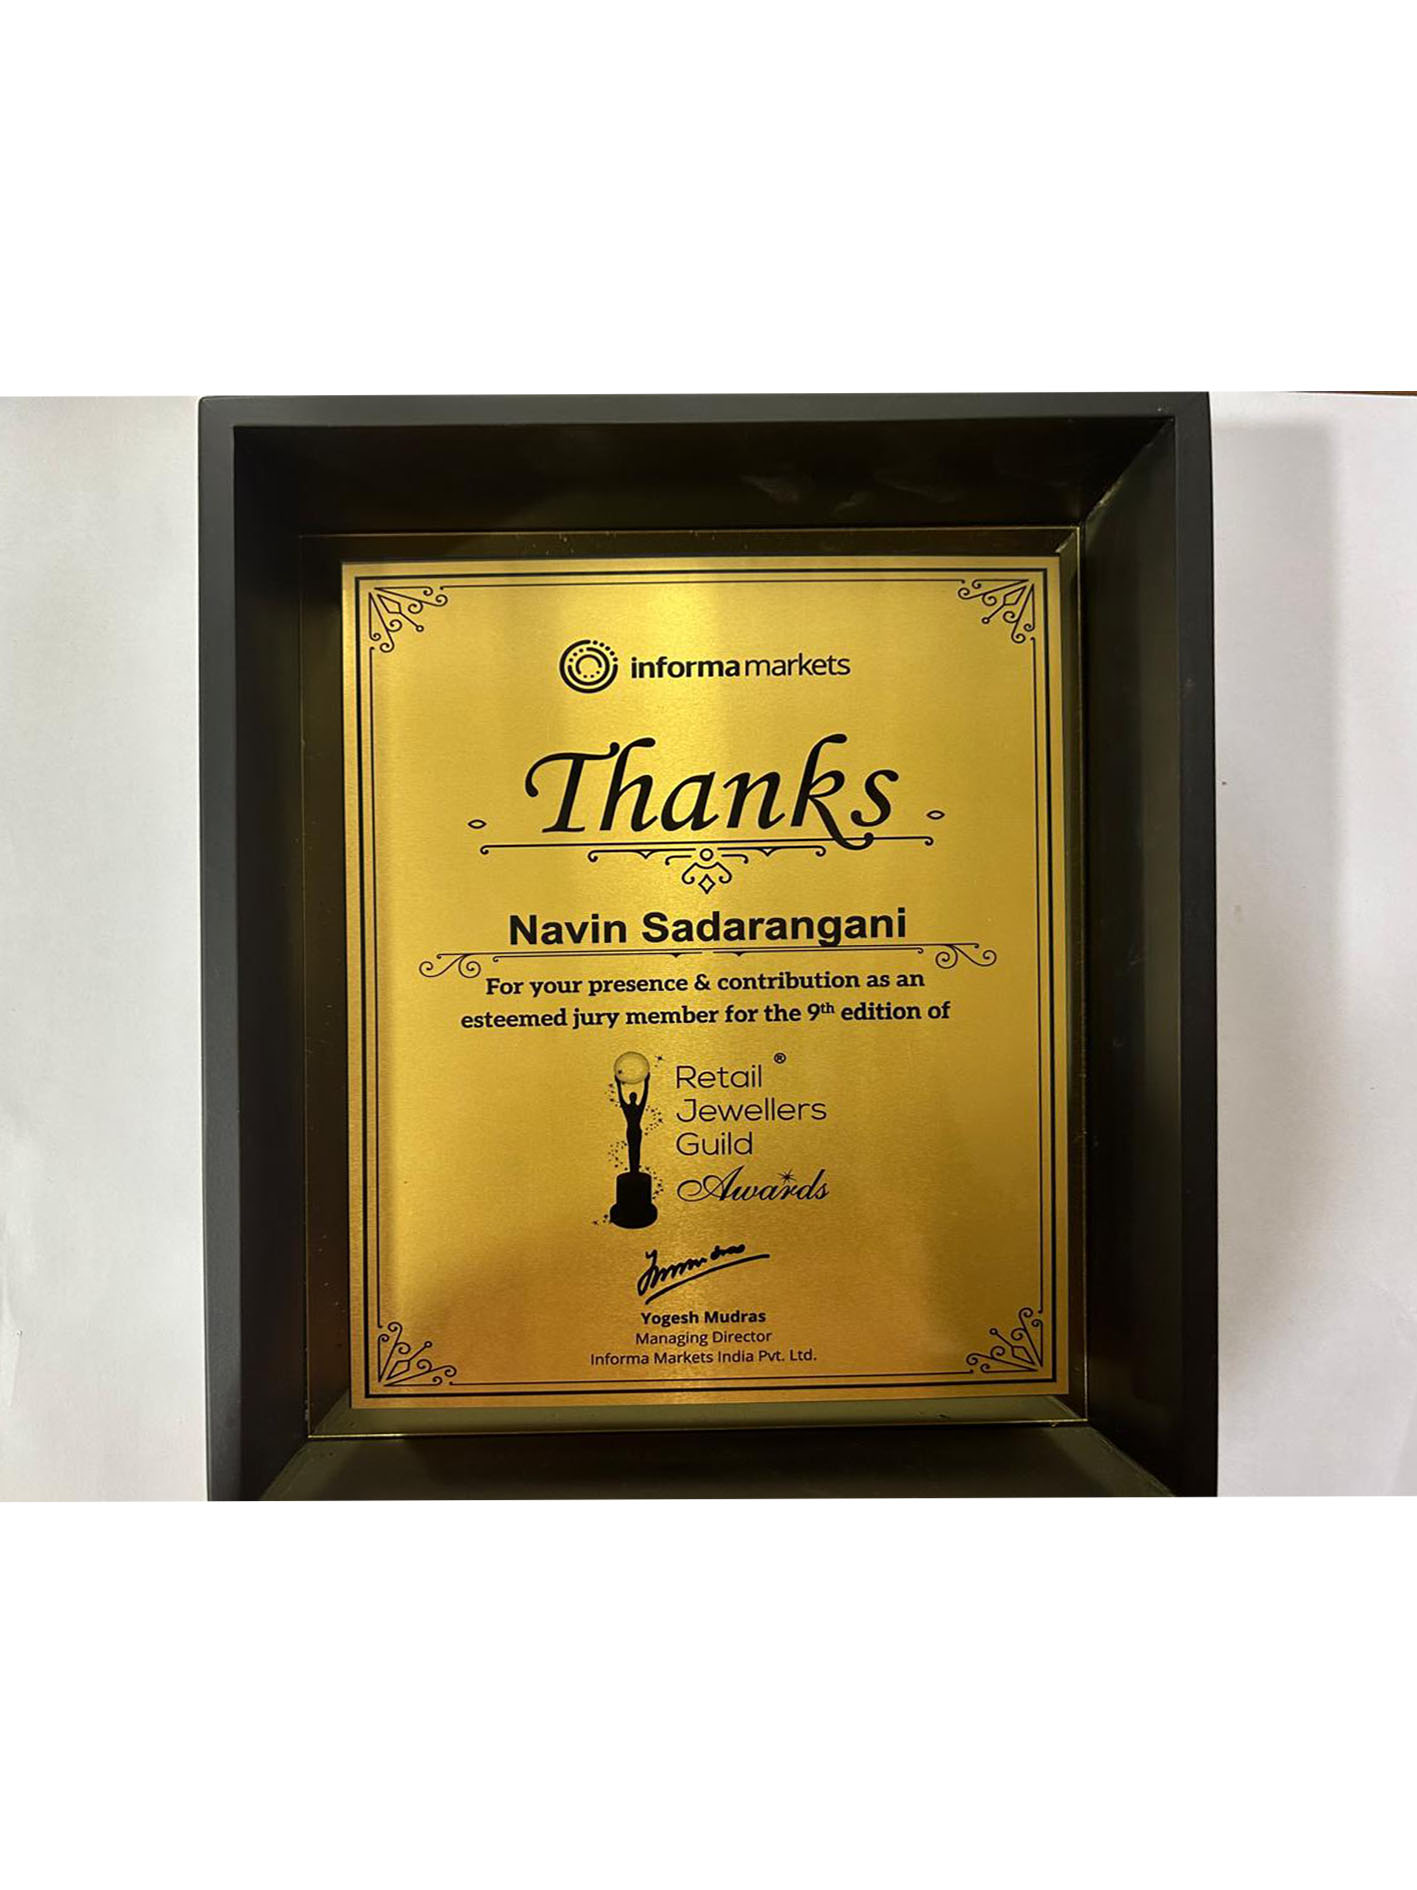 informa markets
Thanks
Navin Sadarangani
For your presence & contribution as an
esteemed jury member for the 9th edition of
Retail ®
Jewellers
Guild
Awards
Yogesh Mudras
Managing Director
Informa Markets India Pvt. Ltd.